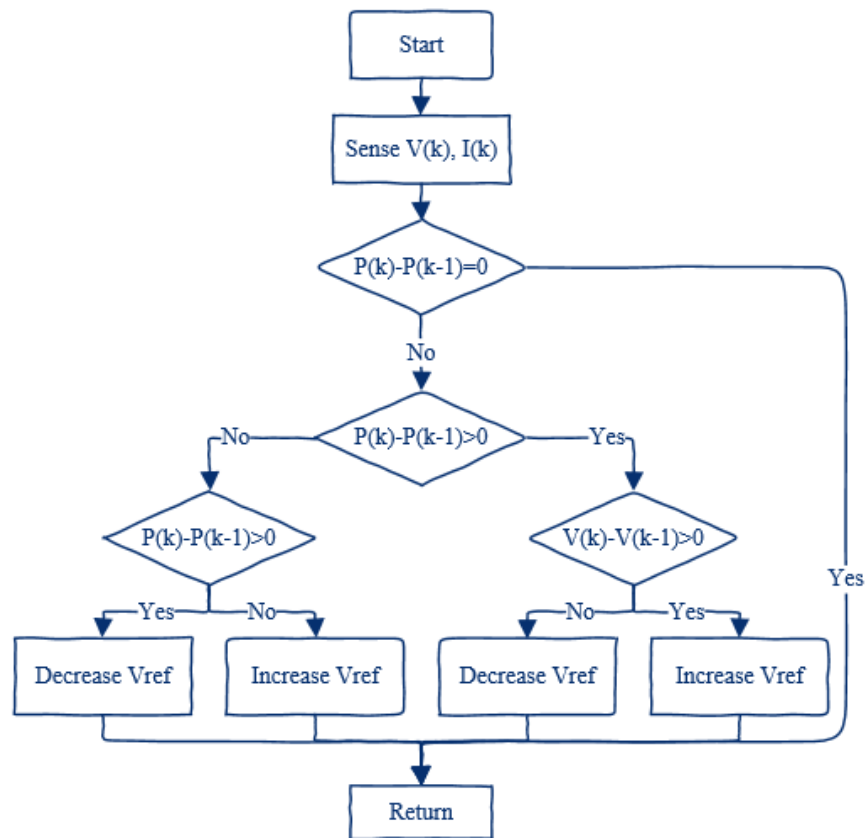 Start
Sense V(k), I(k)
P(k)-P(k-1)=0
No
P(k)-P(k-1)>0
No
Yes
P(k)-P(k-1)>0
V(k)-V(k-1)>0
Yes
Yes
No
No
Yes
Decrease Vref
Increase Vref
Decrease Vref
Increase Vref
Return